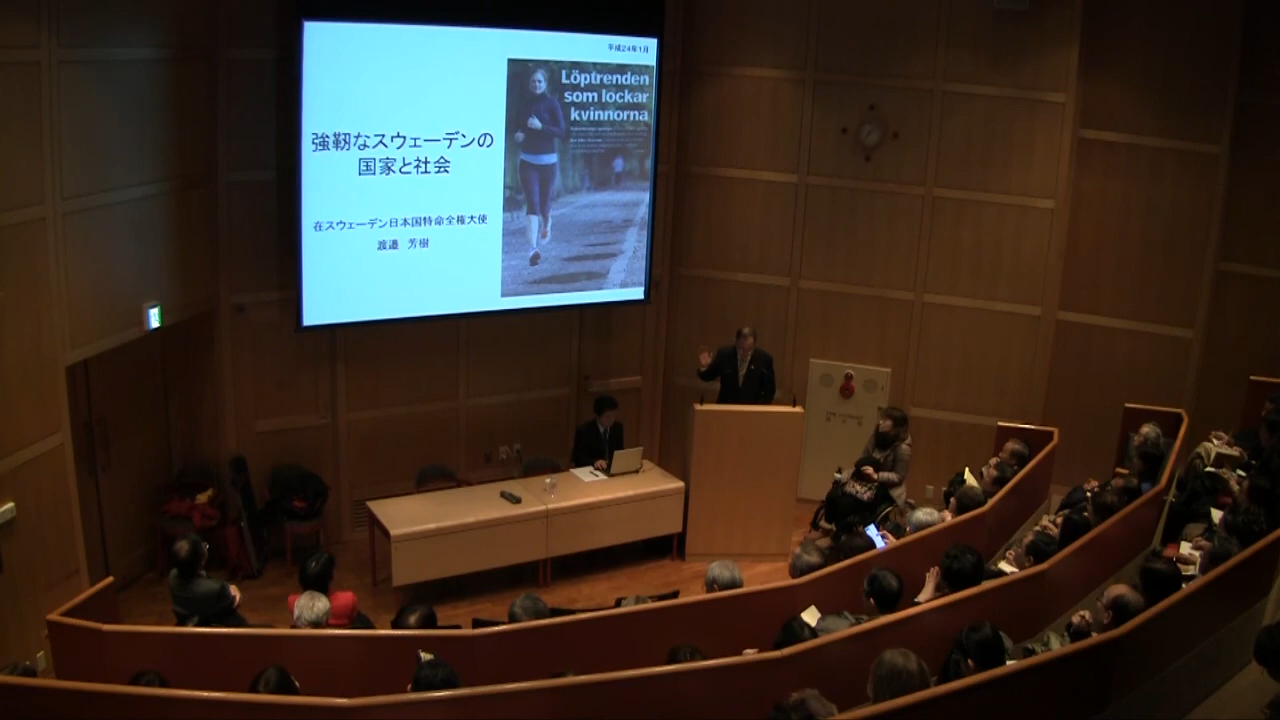 平成24年1月
強靭なスウェーデンの
国家と社会
在スウェーデン日本国特命全権大使
渡邉　芳樹
Löptrenden
som lockar
kvinnorna